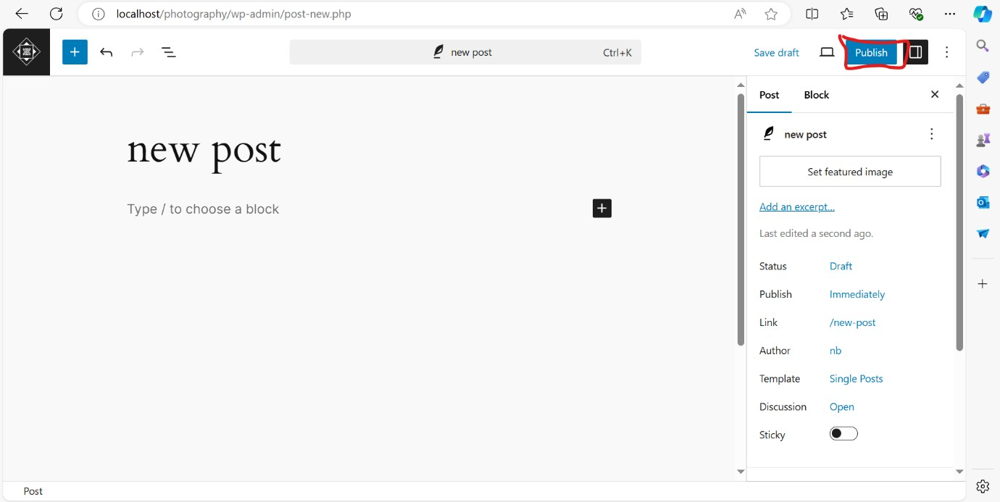 localhost/photography/wp-admin/post-new.php
new post Ctrl+K
Save draft
Publish
Post Block
new post
new post
Set featured image
Type / to choose a block
Add an excerpt...
Last edited a second ago.
Status Draft
Publish Immediately
Link /new-post
Author nb
Template Single Posts
Discussion Open
Sticky
Post